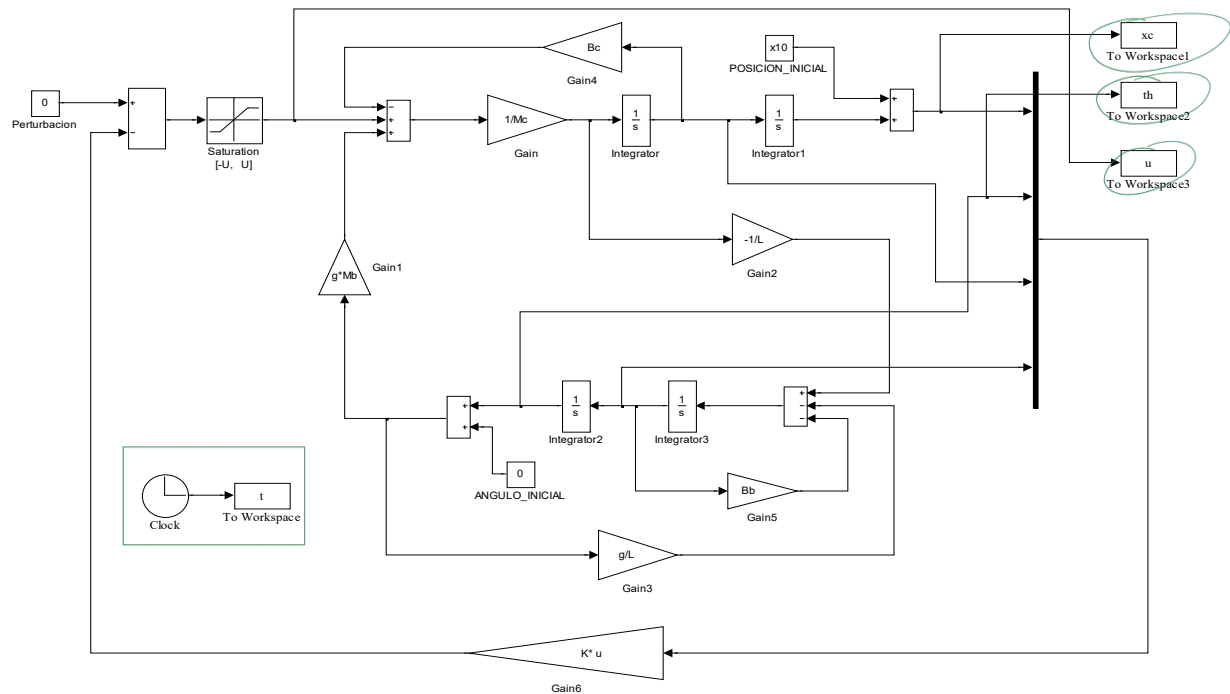 xc
To Workspace1
Bc
Gain4
x10
POSICION_INICIAL
th
To Workspace2
0
Perturbacion
+
-
Saturation
[-U, U]
-
+
+
1/Mc
Gain
1
s
Integrator
1
s
Integrator1
+
+
u
To Workspace3
-1/L
Gain2
g*Mb
Gain1
+
+
1
s
Integrator2
1
s
Integrator3
+
-
-
0
ANGULO_INICIAL
Bb
Gain5
Clock
t
To Workspace
g/L
Gain3
K* u
Gain6